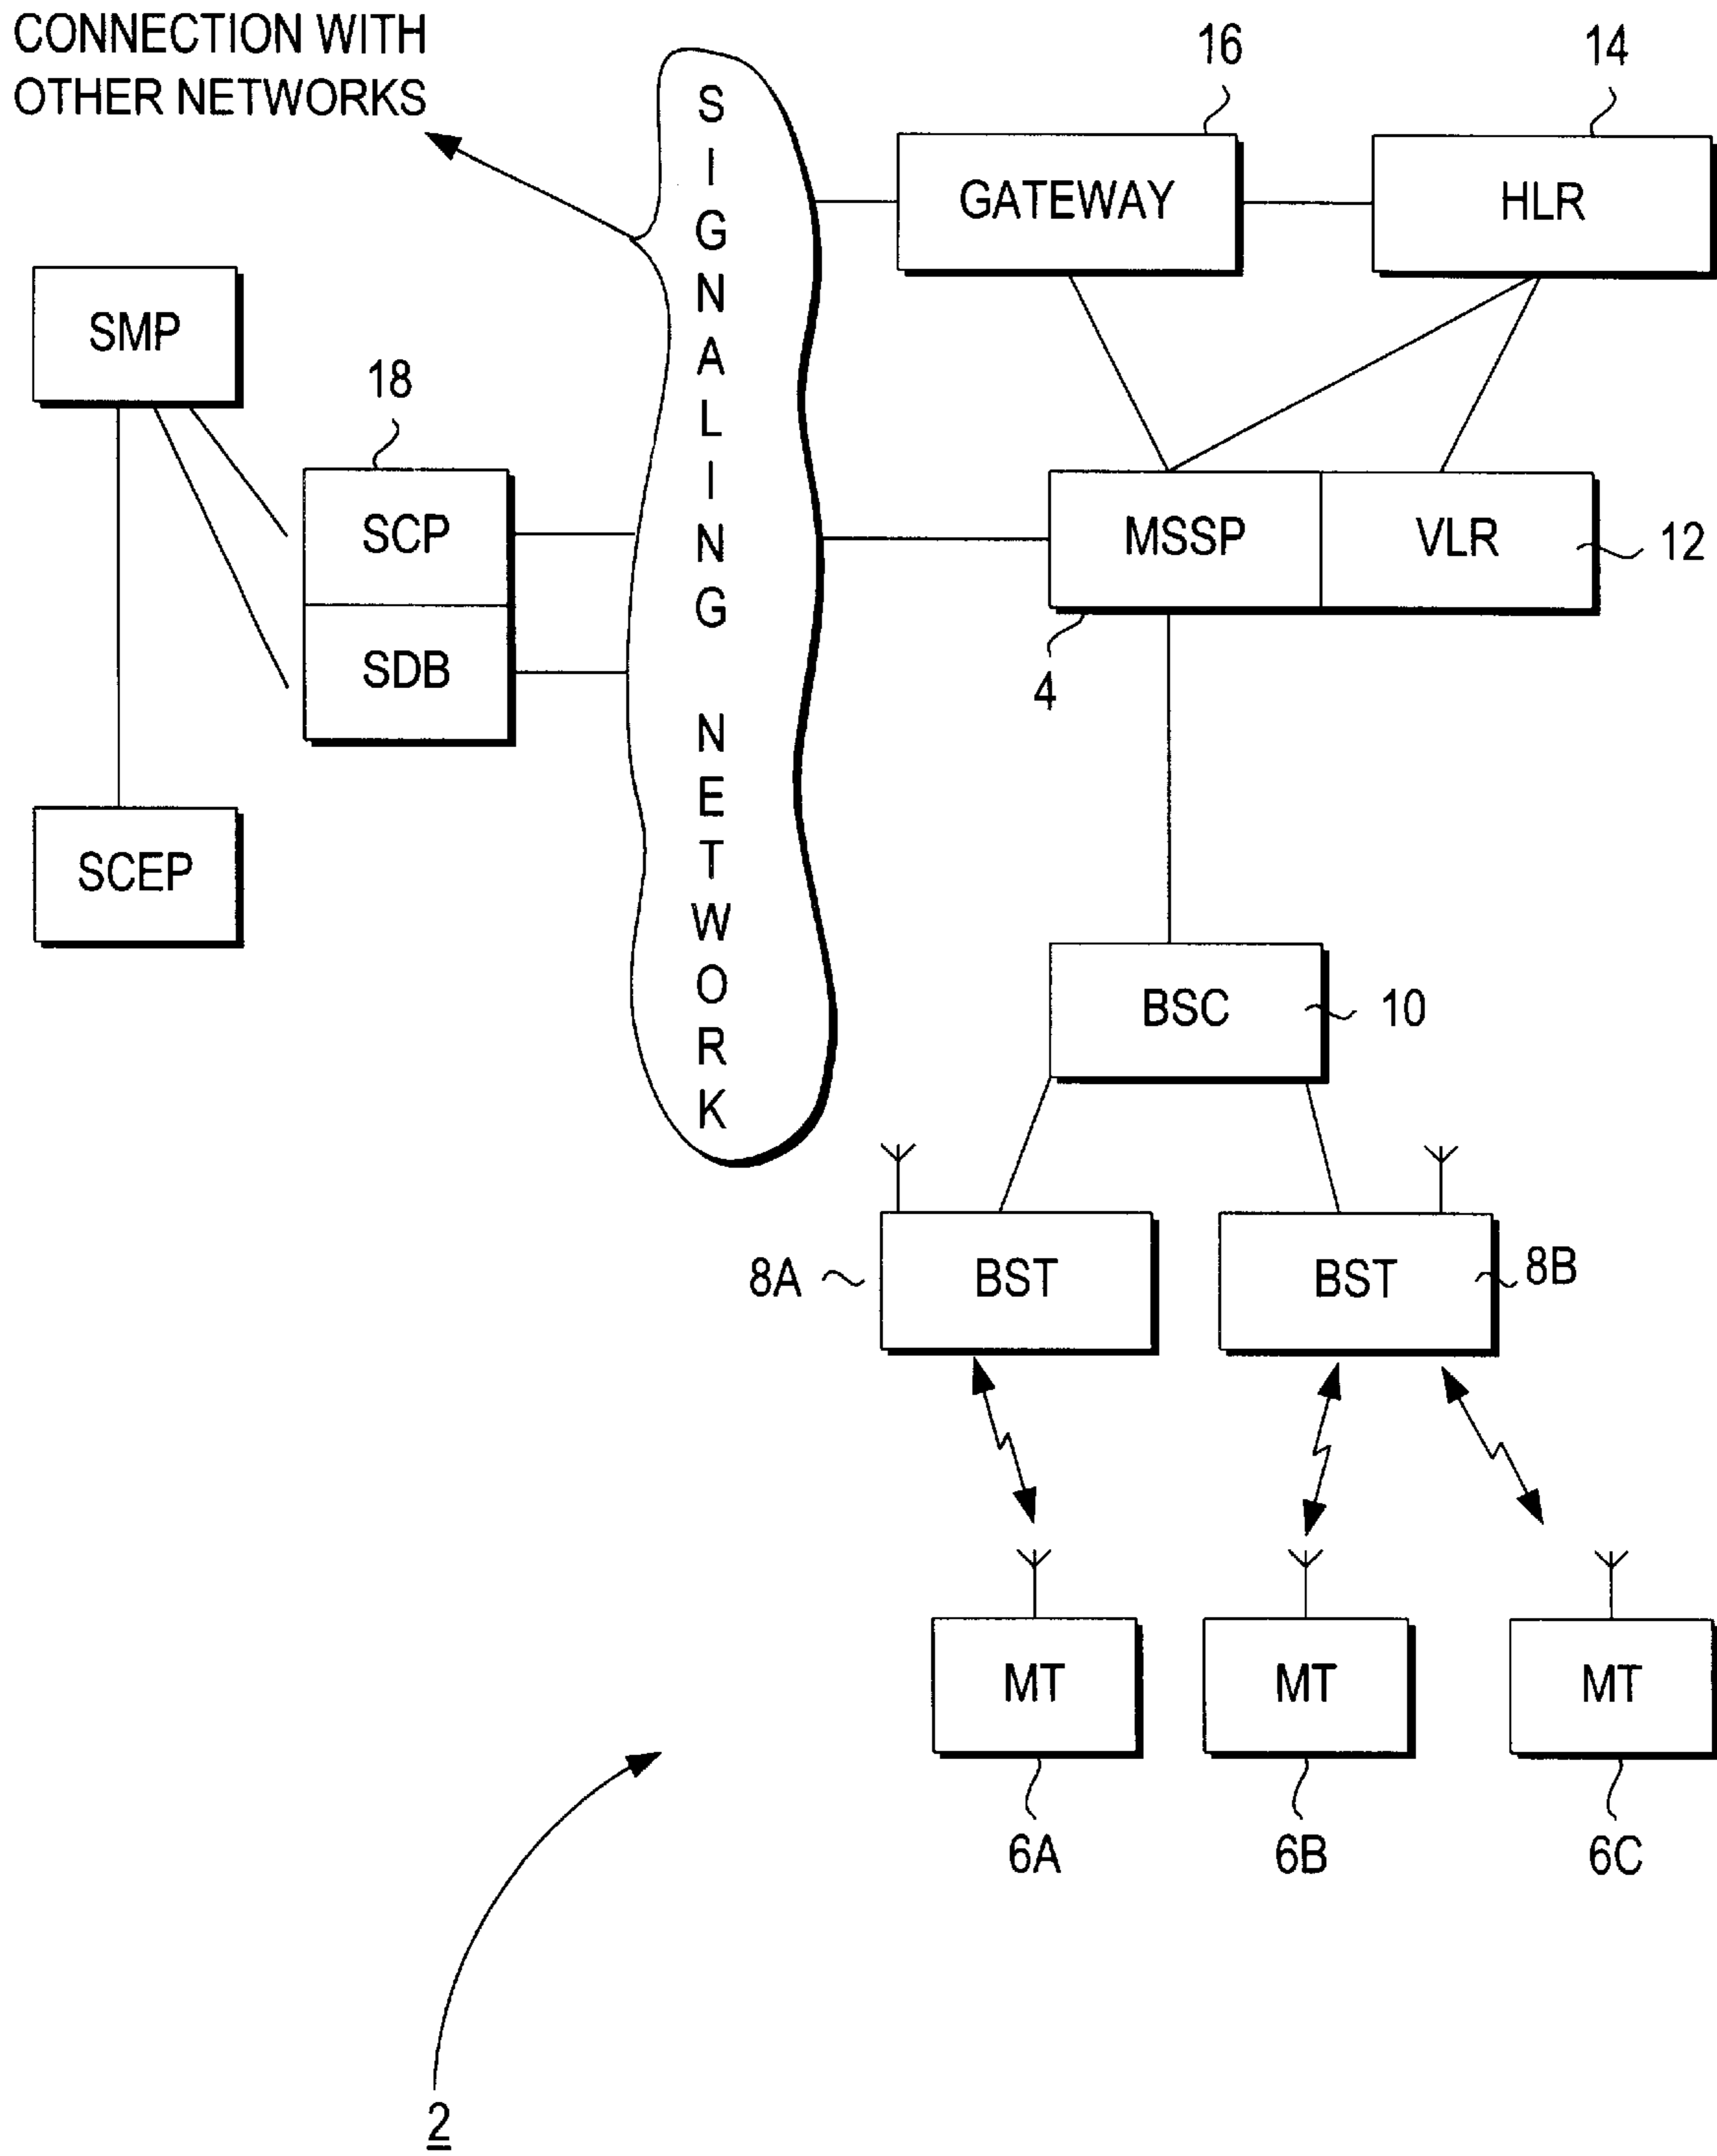 CONNECTION WITH
OTHER NETWORKS
16
14
SIGNALING NETWORK
GATEWAY
HLR
SMP
18
SCP
MSSP
VLR
12
SDB
4
SCEP
BSC
10
8A
BST
BST
8B
MT
MT
MT
6A
6B
6C
2